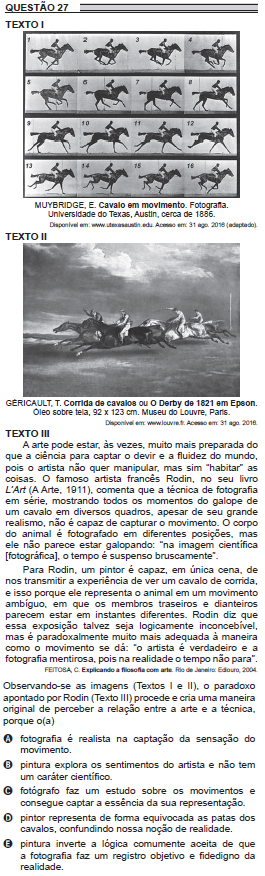 QUESTÃO 27
TEXTO I
1 2 3 4
5 6 7 8
9 10 11 12
13 14 15 16
MUYBRIDGE, E. Cavalo em movimento. Fotografia.
Universidade do Texas, Austin, cerca de 1886.
Disponível em: www.utexasaustin.edu. Acesso em: 31 ago. 2016 (adaptado).
TEXTO II
GÉRICAULT, T. Corrida de cavalos ou O Derby de 1821 em Epson.
Óleo sobre tela, 92 x 123 cm. Museu do Louvre, Paris.
Disponível em: www.louvre.fr. Acesso em: 31 ago. 2016.
TEXTO III
A arte pode estar, às vezes, muito mais preparada do
que a ciência para captar o devir e a fluidez do mundo,
pois o artista não quer manipular, mas sim “habitar” as
coisas. O famoso artista francês Rodin, no seu livro
L'Art (A Arte, 1911), comenta que a técnica de fotografia
em série, mostrando todos os momentos do galope de
um cavalo em diversos quadros, apesar de seu grande
realismo, não é capaz de capturar o movimento. O corpo
do animal é fotografado em diferentes posições, mas
ele não parece estar galopando: “na imagem científica
[fotográfica], o tempo é suspenso bruscamente”.
Para Rodin, um pintor é capaz, em única cena, de
nos transmitir a experiência de ver um cavalo de corrida,
e isso porque ele representa o animal em um movimento
ambíguo, em que os membros traseiros e dianteiros
parecem estar em instantes diferentes. Rodin diz que
essa exposição talvez seja logicamente inconcebível,
mas é paradoxalmente muito mais adequada à maneira
como o movimento se dá: “o artista é verdadeiro e a
fotografia mentirosa, pois na realidade o tempo não para”.
FEITOSA, C. Explicando a filosofia com arte. Rio de Janeiro: Ediouro, 2004.
Observando-se as imagens (Textos I e II), o paradoxo
apontado por Rodin (Texto III) procede e cria uma maneira
original de perceber a relação entre a arte e a técnica,
porque o(a)
A fotografia é realista na captação da sensação do
movimento.
B pintura explora os sentimentos do artista e não tem
um caráter científico.
C fotógrafo faz um estudo sobre os movimentos e
consegue captar a essência da sua representação.
D pintor representa de forma equivocada as patas dos
cavalos, confundindo nossa noção de realidade.
E pintura inverte a lógica comumente aceita de que
a fotografia faz um registro objetivo e fidedigno da
realidade.